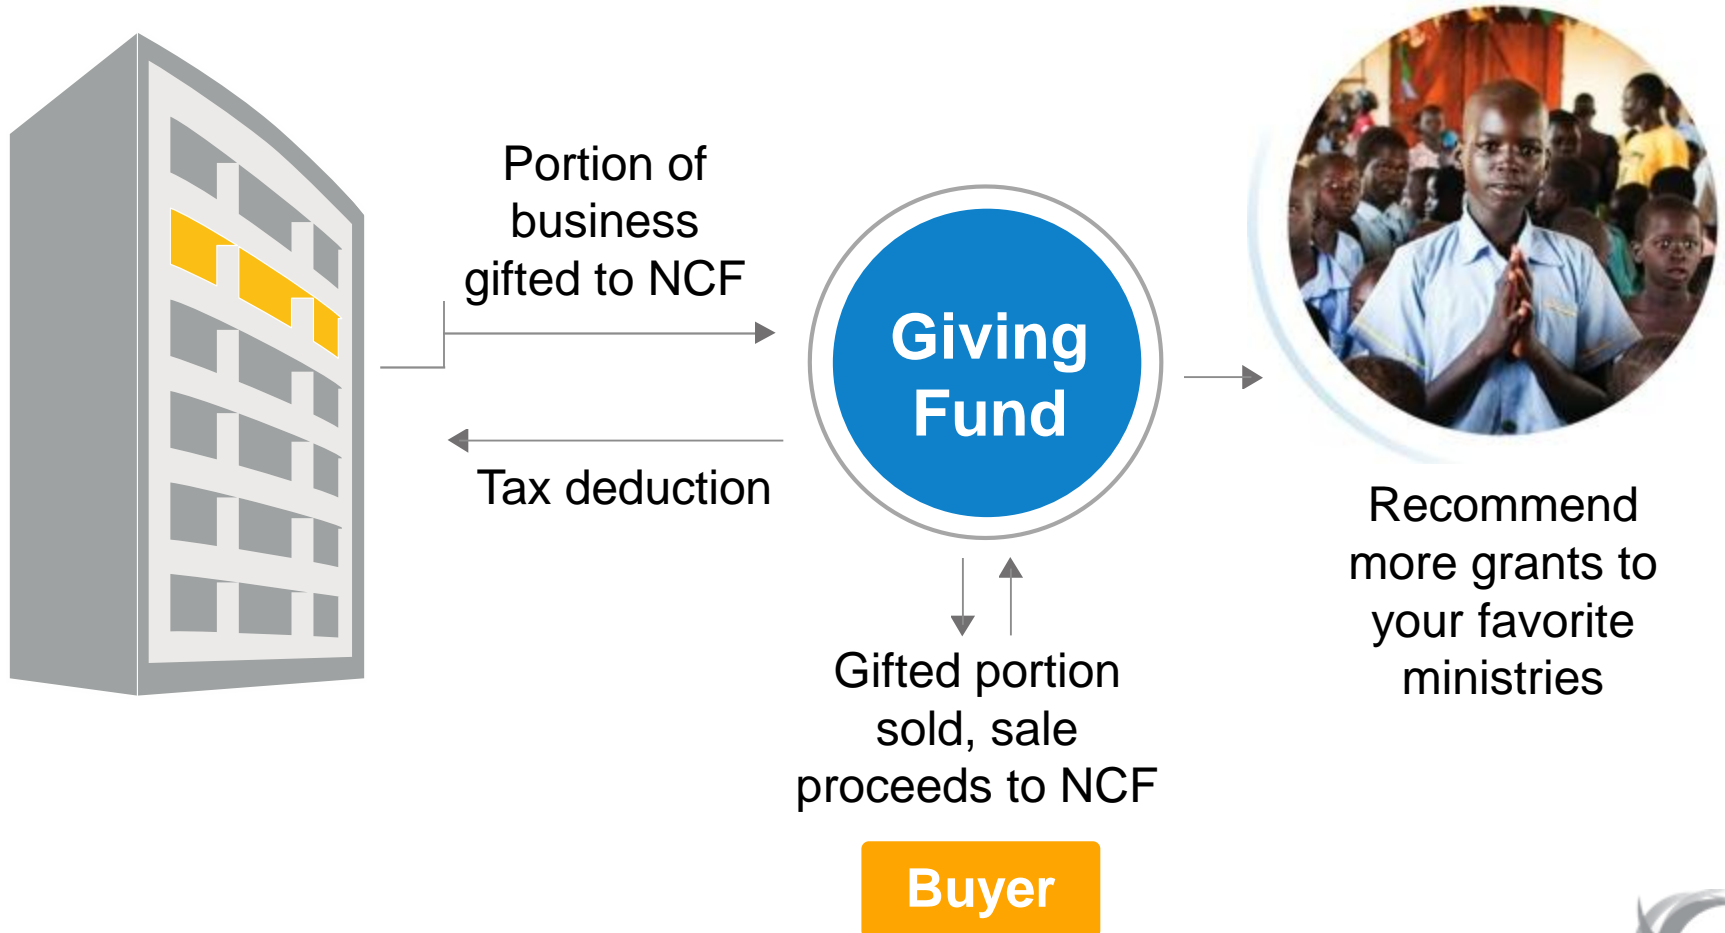 Portion of
business
gifted to NCF
Giving
Fund
Tax deduction
Gifted portion
sold, sale
proceeds to NCF
Buyer
Recommend
more grants to
your favorite
ministries